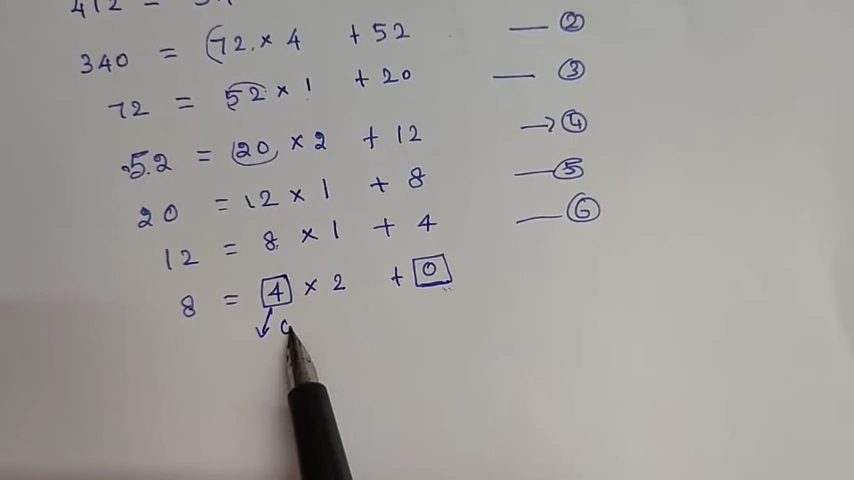 412 =
340 = (72 × 4 + 52 — ②
72 = 52 × 1 + 20 — ③
52 = 20 × 2 + 12 → ④
20 = 12 × 1 + 8 — ⑤
12 = 8 × 1 + 4 — ⑥
8 = 4 × 2 + 0